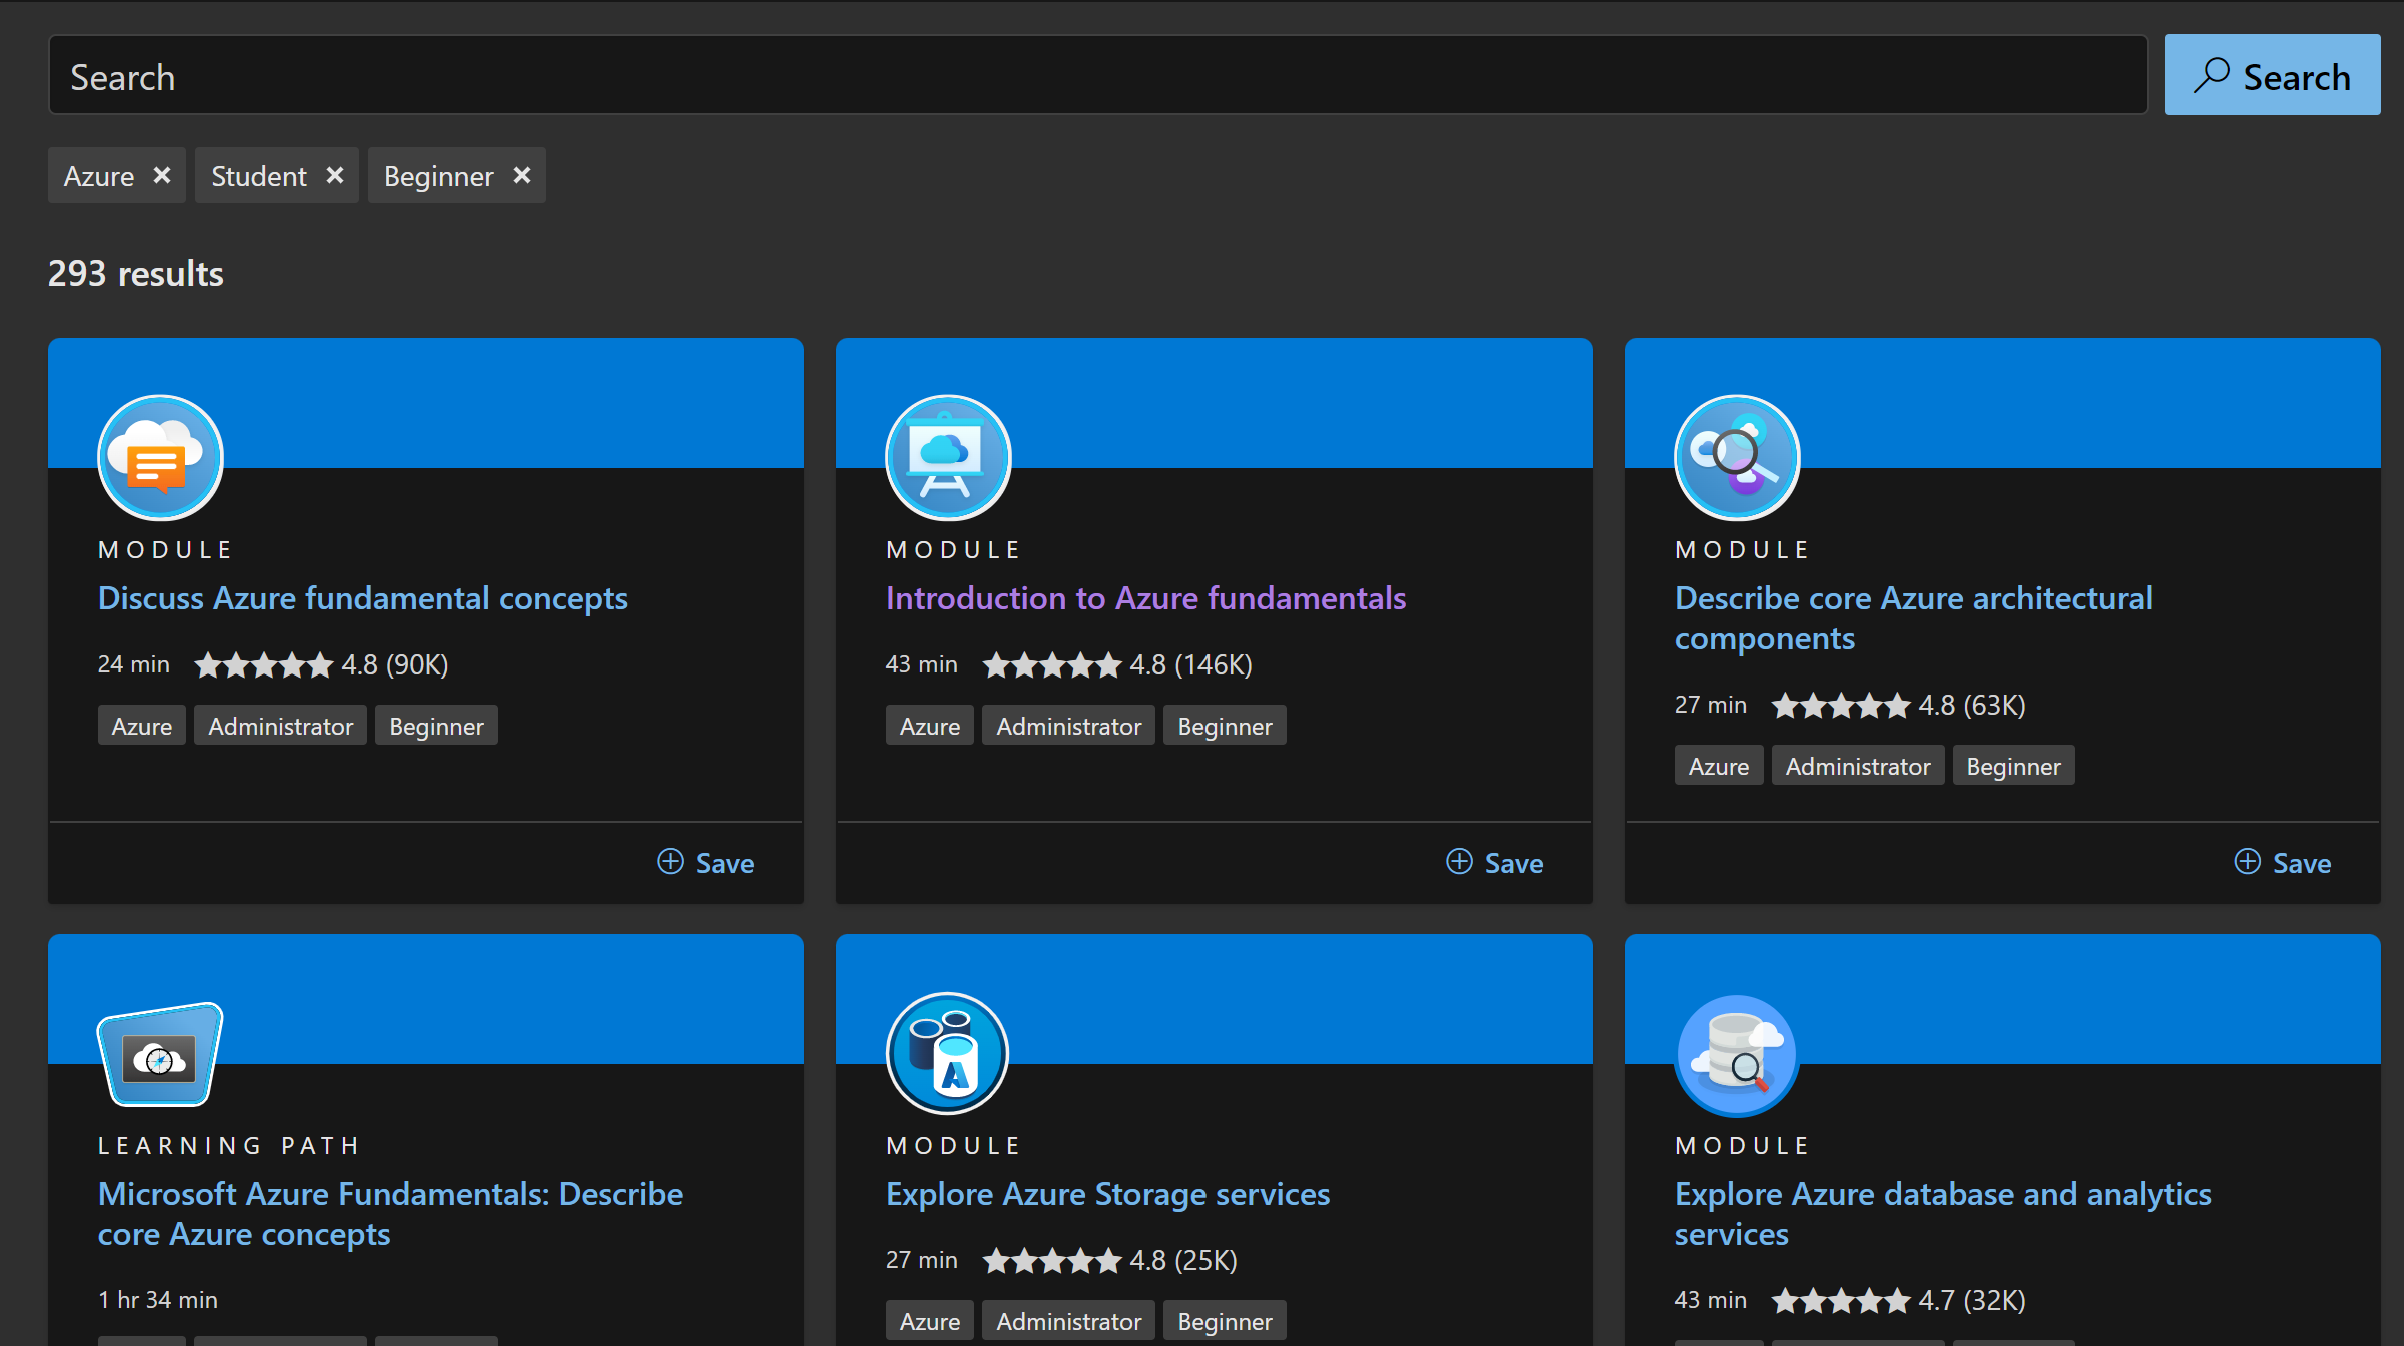 Search
Search
Azure ×
Student ×
Beginner ×
293 results
MODULE
Discuss Azure fundamental concepts
24 min 4.8 (90K)
Azure Administrator Beginner
Save
MODULE
Introduction to Azure fundamentals
43 min 4.8 (146K)
Azure Administrator Beginner
Save
MODULE
Describe core Azure architectural
components
27 min 4.8 (63K)
Azure Administrator Beginner
Save
LEARNING PATH
Microsoft Azure Fundamentals: Describe
core Azure concepts
1 hr 34 min
MODULE
Explore Azure Storage services
27 min 4.8 (25K)
Azure Administrator Beginner
MODULE
Explore Azure database and analytics
services
43 min 4.7 (32K)